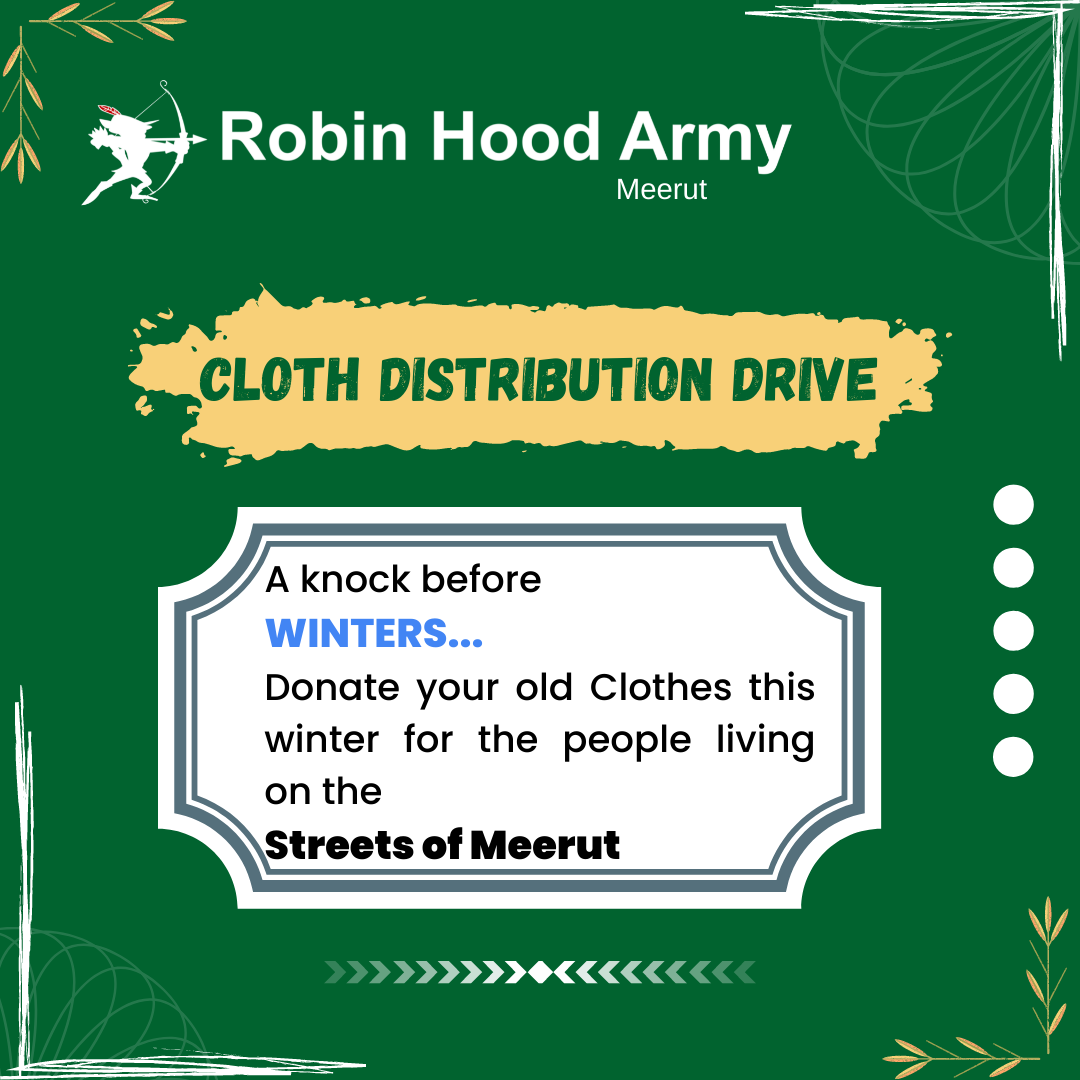 Robin Hood Army
Meerut
CLOTH DISTRIBUTION DRIVE
A knock before
WINTERS...
Donate your old Clothes this
winter for the people living
on the
Streets of Meerut